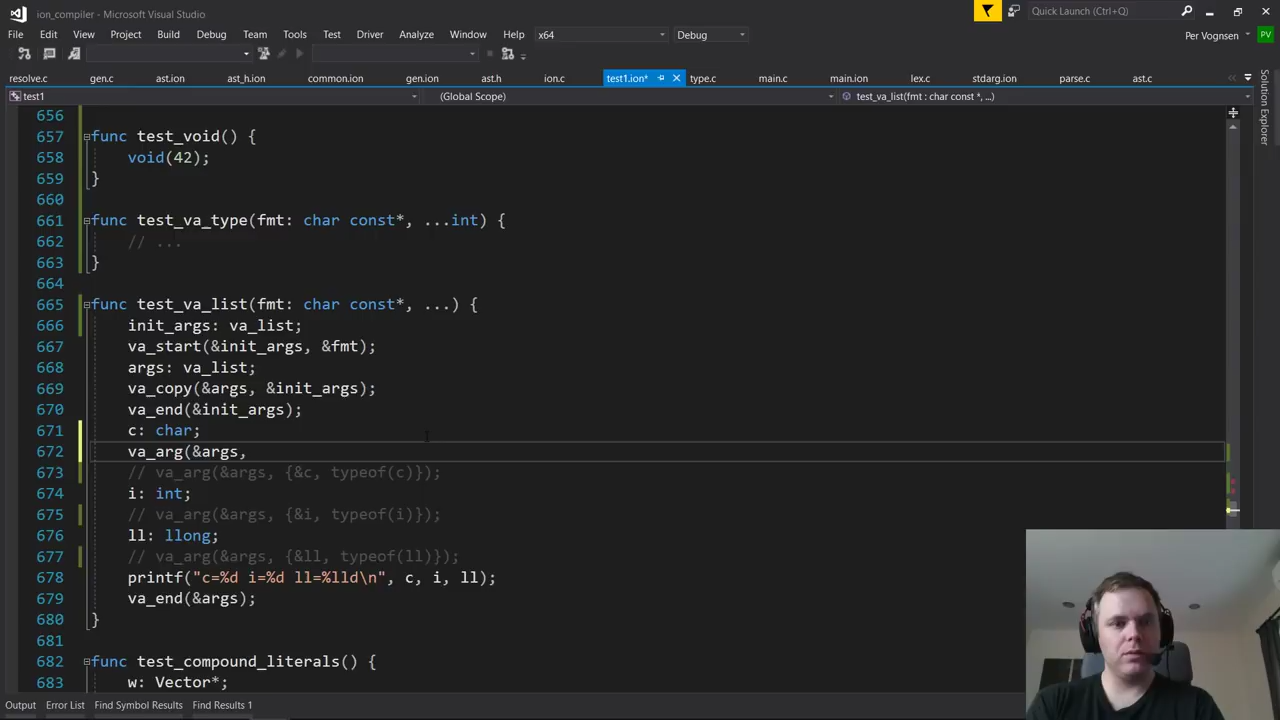 ion_compiler - Microsoft Visual Studio
Quick Launch (Ctrl+Q)
File Edit View Project Build Debug Team Tools Test Driver Analyze Window Help x64 Debug
Per Vognsen PV
resolve.c gen.c ast.ion ast_h.ion common.ion gen.ion ast.h ion.c test1.ion* type.c main.c main.ion lex.c stdarg.ion parse.c ast.c
test1 (Global Scope) test_va_list(fmt : char const *, ...)
Solution Explorer
656
657 func test_void() {
658 void(42);
659 }
660
661 func test_va_type(fmt: char const*, ...int) {
662 // ...
663 }
664
665 func test_va_list(fmt: char const*, ...) {
666 init_args: va_list;
667 va_start(&init_args, &fmt);
668 args: va_list;
669 va_copy(&args, &init_args);
670 va_end(&init_args);
671 c: char;
672 va_arg(&args,
673 // va_arg(&args, {&c, typeof(c)});
674 i: int;
675 // va_arg(&args, {&i, typeof(i)});
676 ll: llong;
677 // va_arg(&args, {&ll, typeof(ll)});
678 printf("c=%d i=%d ll=%lld\n", c, i, ll);
679 va_end(&args);
680 }
681
682 func test_compound_literals() {
683 w: Vector*;
Output Error List Find Symbol Results Find Results 1